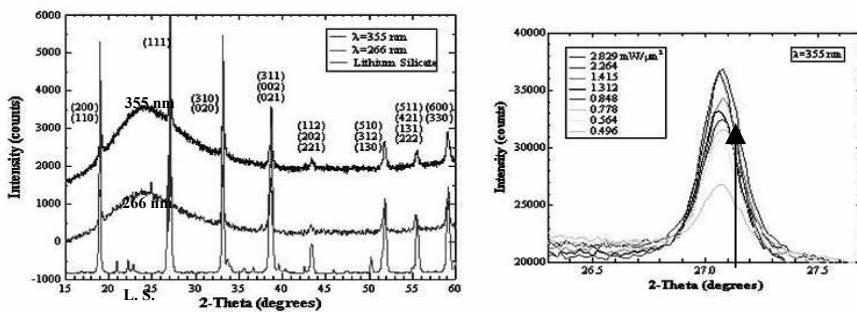 6000
5000
4000
3000
2000
1000
0
-1000
Intensity (counts)
λ=355 nm
λ=266 nm
Lithium Silicate
(200)
(110)
(111)
(310)
(020)
(311)
(002)
(021)
(112)
(202)
(221)
(510)
(312)
(130)
(511)
(421)
(131)
(222)
(600)
(330)
355 nm
266 nm
15 20 25 30 35 40 45 50 55 60
L. S.
2-Theta (degrees)
40000
35000
30000
25000
20000
Intensity (counts)
2.829 mW/μm²
2.264
1.415
1.312
0.848
0.778
0.564
0.496
λ=355 nm
26.5 27.0 27.5
2-Theta (degrees)